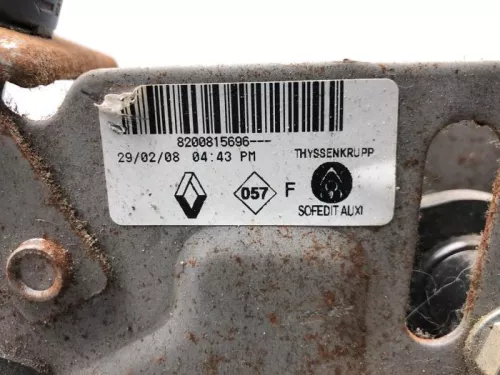 8200815696---
29/02/08 04:43 PM
THYSSENKRUPP
057 F
SOFEDIT AUXI